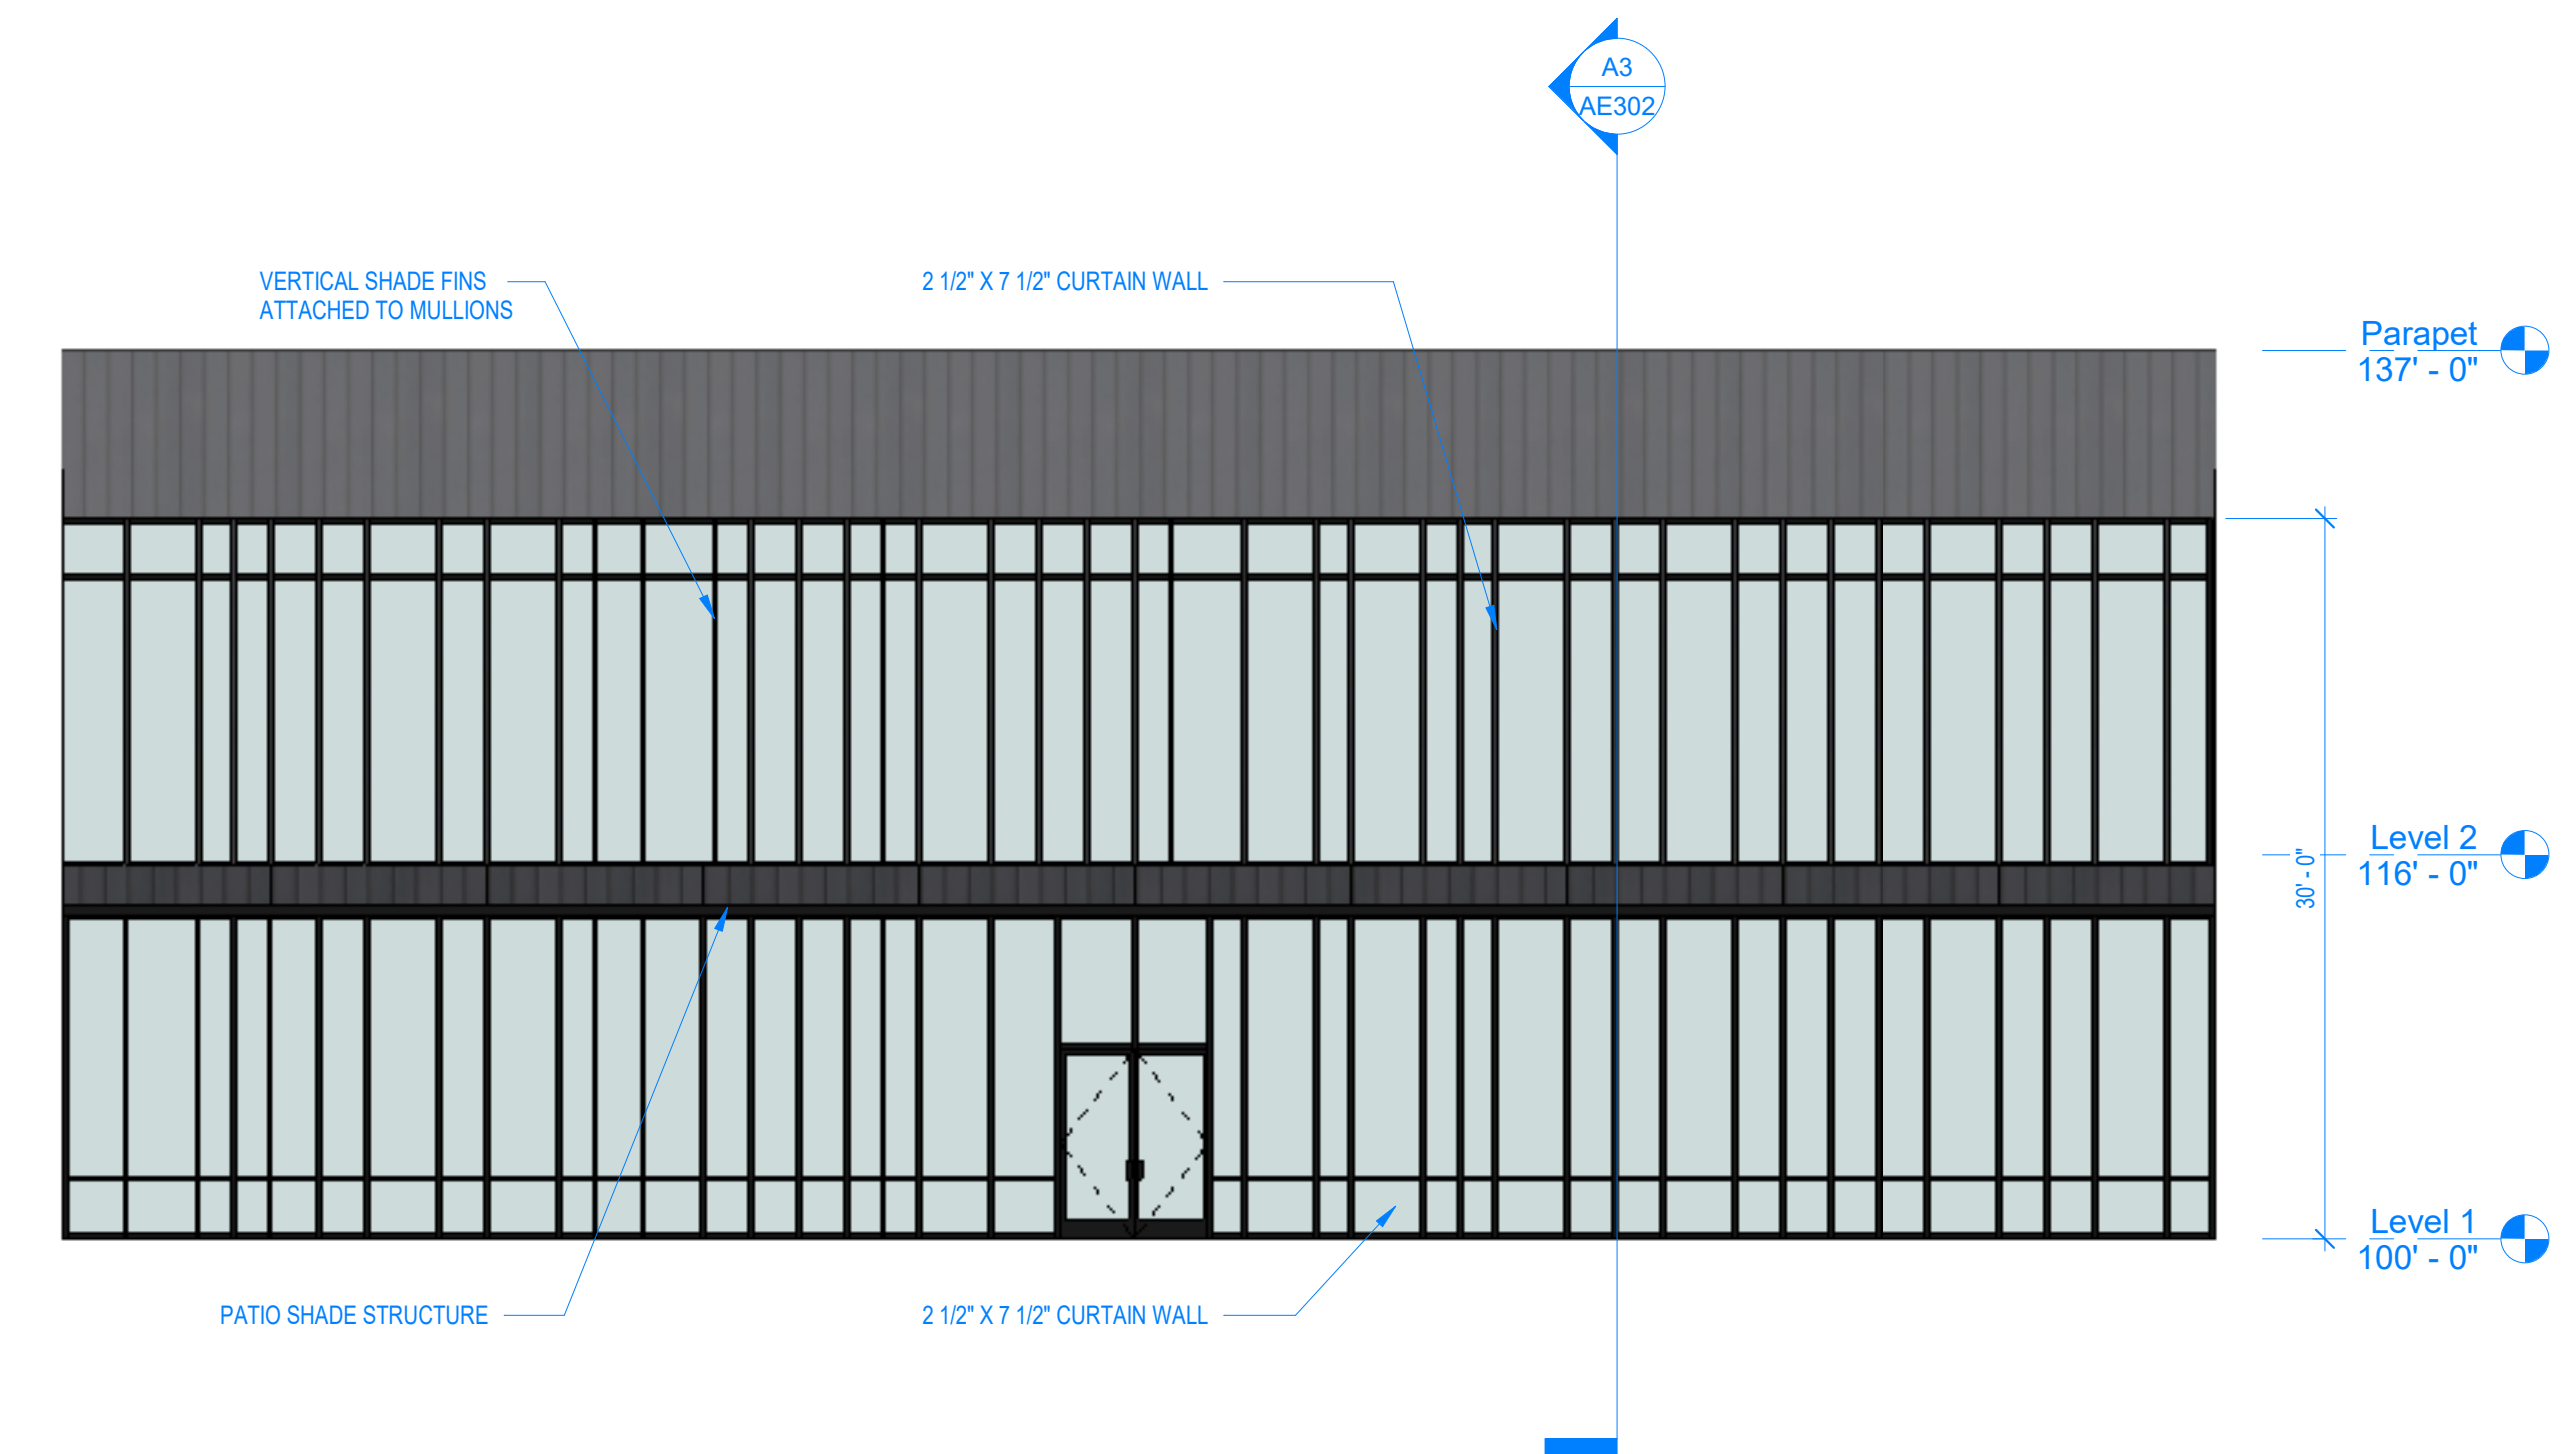 A3
AE302
VERTICAL SHADE FINS
ATTACHED TO MULLIONS
2 1/2" X 7 1/2" CURTAIN WALL
Parapet
137' - 0"
Level 2
116' - 0"
30' - 0"
Level 1
100' - 0"
PATIO SHADE STRUCTURE
2 1/2" X 7 1/2" CURTAIN WALL